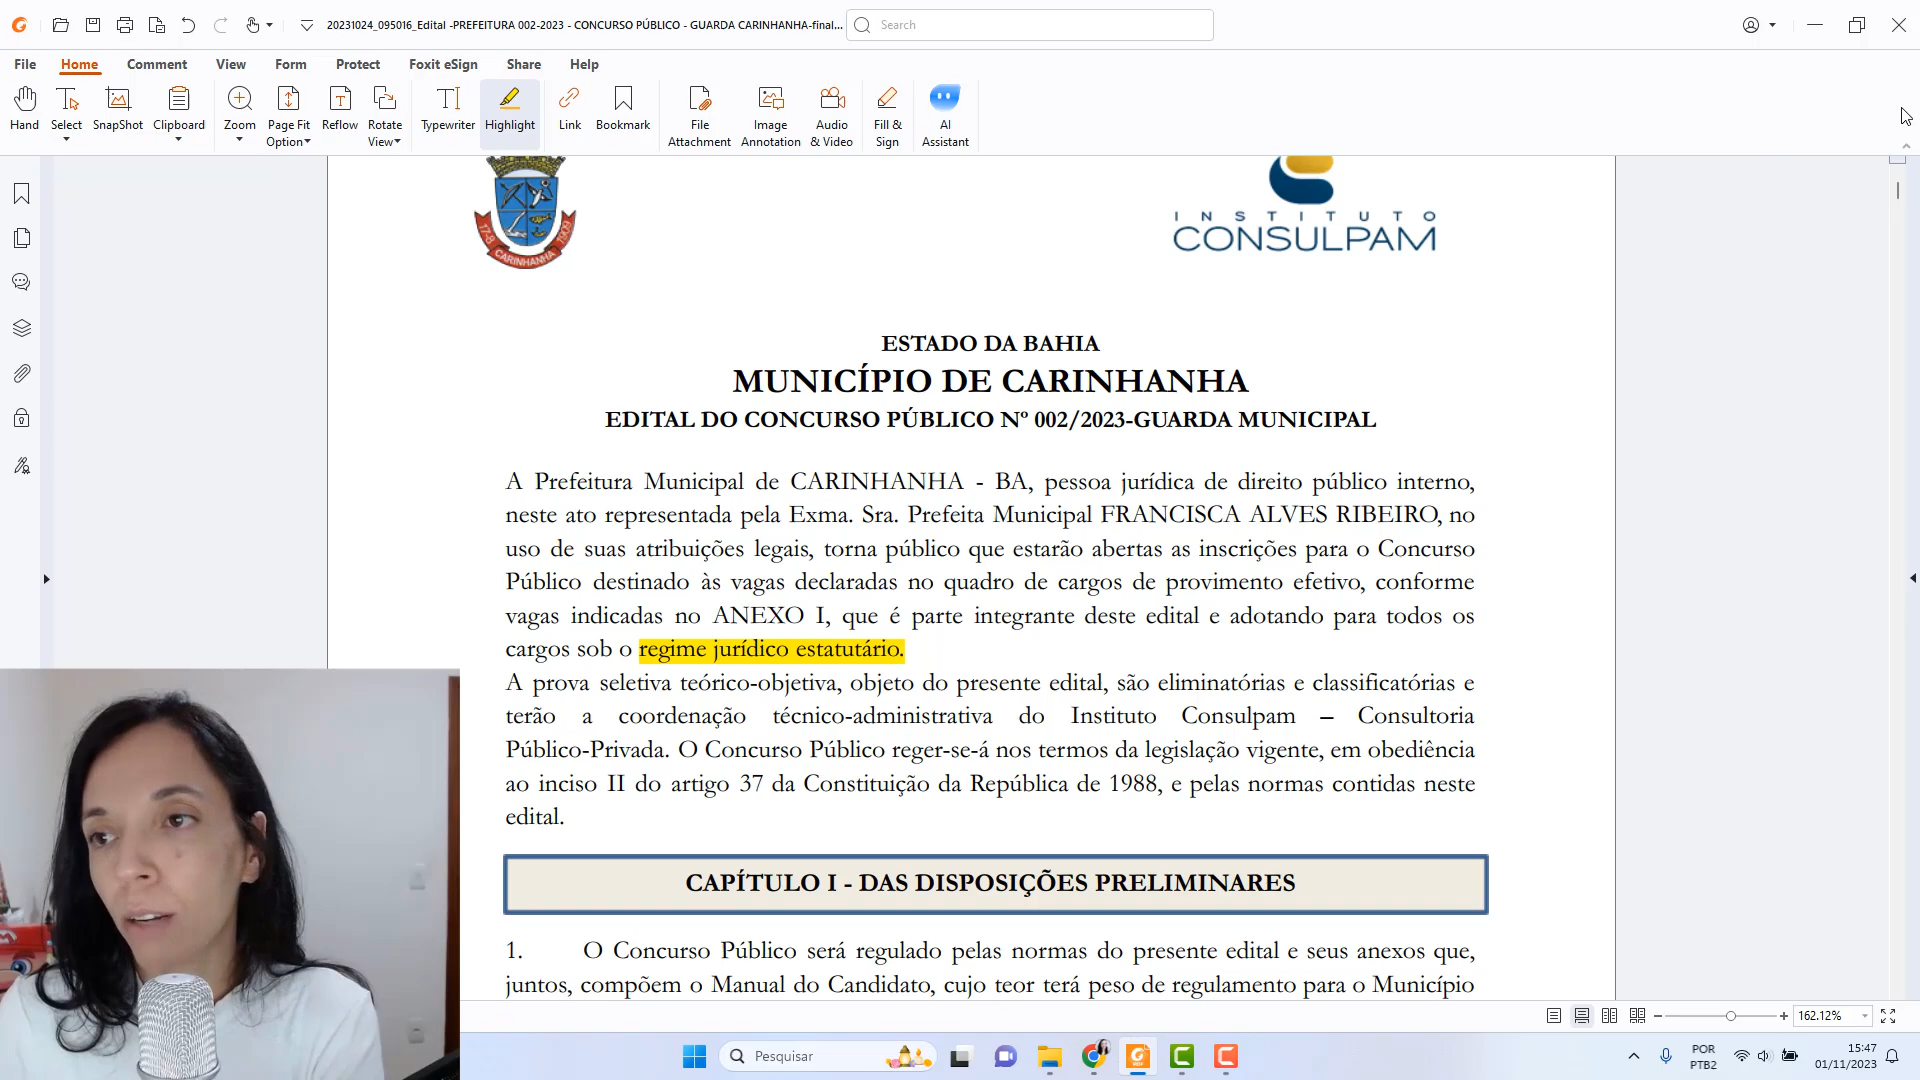 20231024_095016_Edital -PREFEITURA 002-2023 - CONCURSO PÚBLICO - GUARDA CARINHANHA-final...
Search
File Home Comment View Form Protect Foxit eSign Share Help
Hand
Select
SnapShot
Clipboard
Zoom
Page Fit
Option
Reflow
Rotate
View
Typewriter
Highlight
Link
Bookmark
File
Attachment
Image
Annotation
Audio
& Video
Fill &
Sign
AI
Assistant
17-8 CARINHANHA 1909
INSTITUTO
CONSULPAM
ESTADO DA BAHIA
MUNICÍPIO DE CARINHANHA
EDITAL DO CONCURSO PÚBLICO Nº 002/2023-GUARDA MUNICIPAL
A Prefeitura Municipal de CARINHANHA - BA, pessoa jurídica de direito público interno,
neste ato representada pela Exma. Sra. Prefeita Municipal FRANCISCA ALVES RIBEIRO, no
uso de suas atribuições legais, torna público que estarão abertas as inscrições para o Concurso
Público destinado às vagas declaradas no quadro de cargos de provimento efetivo, conforme
vagas indicadas no ANEXO I, que é parte integrante deste edital e adotando para todos os
cargos sob o regime jurídico estatutário.
A prova seletiva teórico-objetiva, objeto do presente edital, são eliminatórias e classificatórias e
terão a coordenação técnico-administrativa do Instituto Consulpam – Consultoria
Público-Privada. O Concurso Público reger-se-á nos termos da legislação vigente, em obediência
ao inciso II do artigo 37 da Constituição da República de 1988, e pelas normas contidas neste
edital.
CAPÍTULO I - DAS DISPOSIÇÕES PRELIMINARES
1. O Concurso Público será regulado pelas normas do presente edital e seus anexos que,
juntos, compõem o Manual do Candidato, cujo teor terá peso de regulamento para o Município
162.12%
Pesquisar
POR
PTB2
15:47
01/11/2023